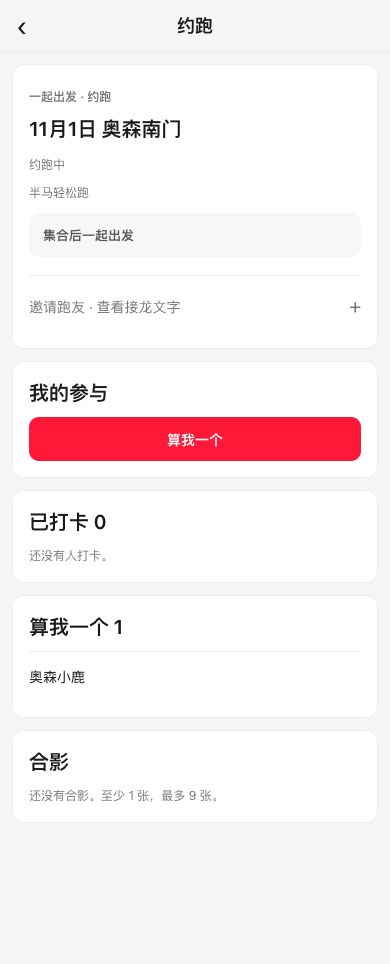 约跑
一起出发 · 约跑
11月1日 奥森南门
约跑中
半马轻松跑
集合后一起出发
邀请跑友 · 查看接龙文字
我的参与
算我一个
已打卡 0
还没有人打卡。
算我一个 1
奥森小鹿
合影
还没有合影。至少 1 张，最多 9 张。